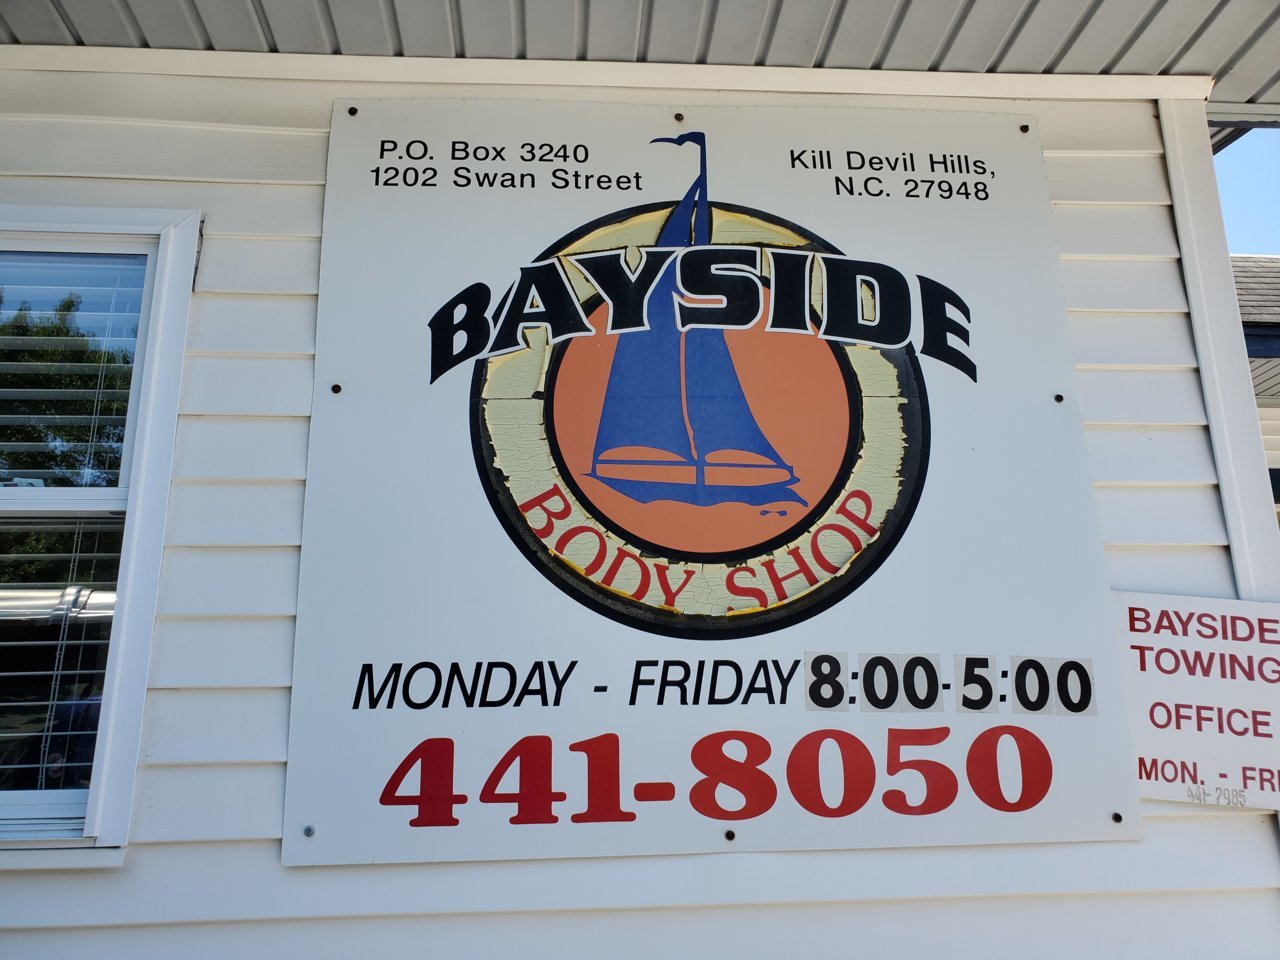 P.O. Box 3240
1202 Swan Street
Kill Devil Hills,
N.C. 27948
BAYSIDE
BODY SHOP
MONDAY - FRIDAY 8:00-5:00
441-8050
BAYSIDE
TOWING
OFFICE
MON. - FRI
441-2985